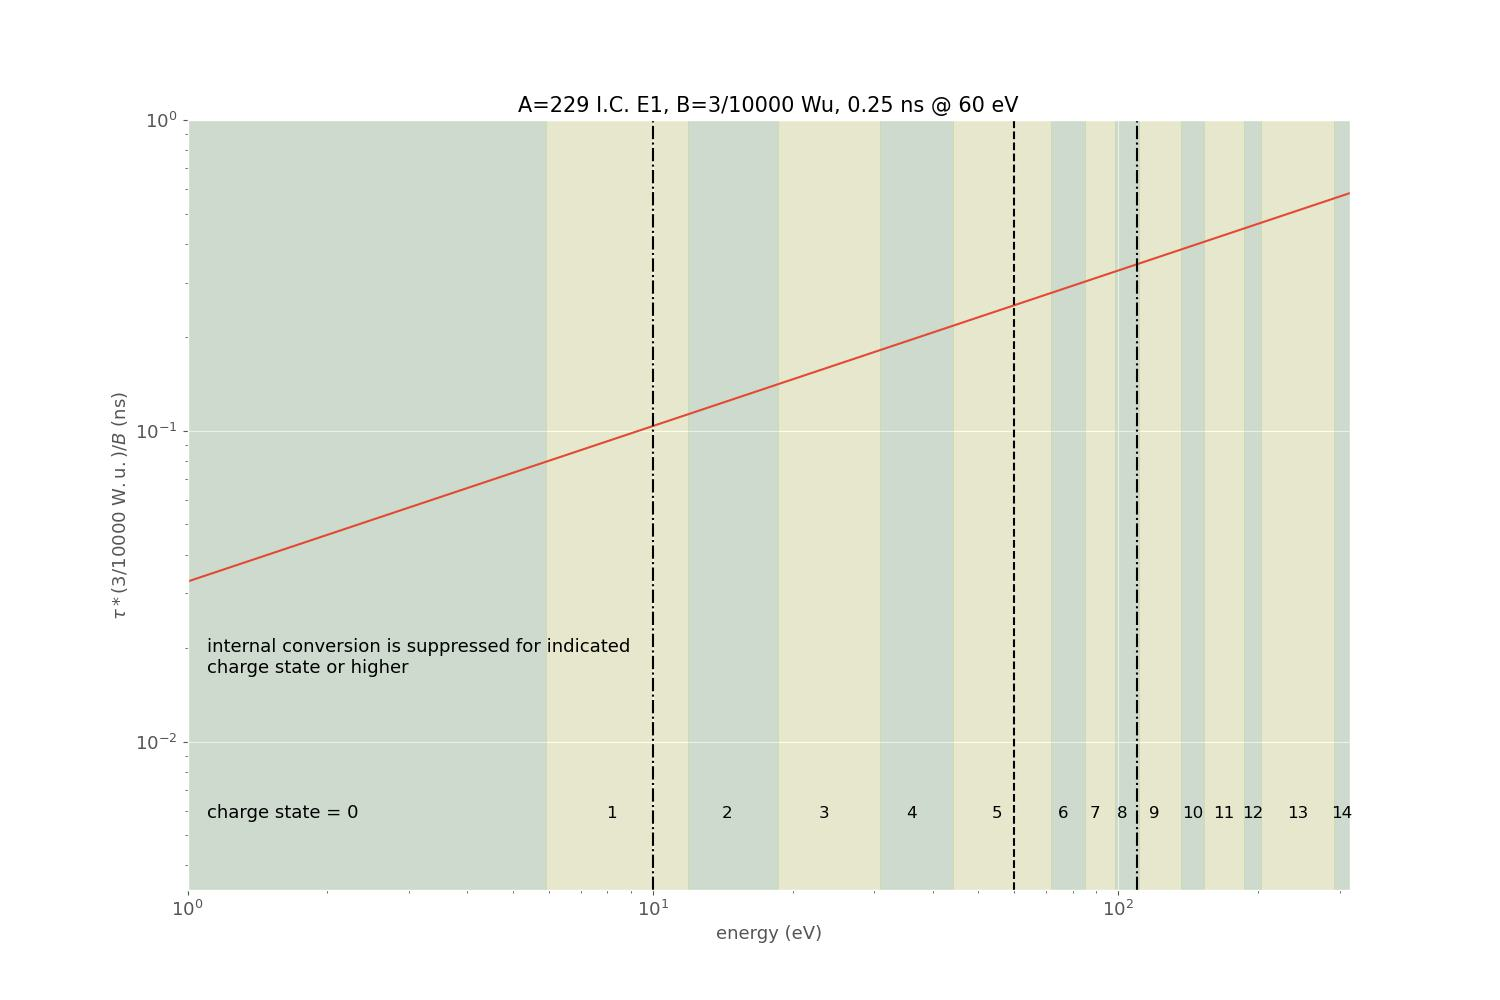 A=229 I.C. E1, B=3/10000 Wu, 0.25 ns @ 60 eV
τ * (3/10000 W. u. )/B (ns)
10⁰
10⁻¹
10⁻²
internal conversion is suppressed for indicated
charge state or higher
charge state = 0 1 2 3 4 5 6 7 8 9 10 11 12 13 14
10⁰ 10¹ 10²
energy (eV)